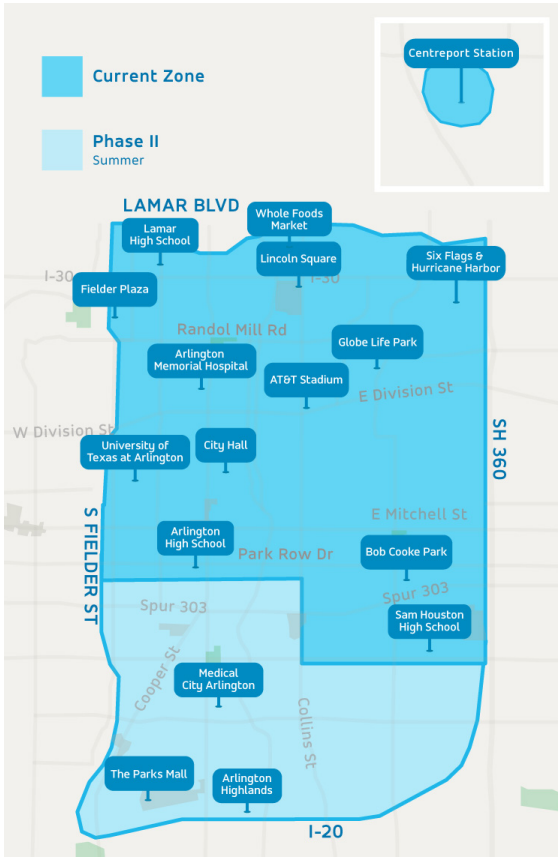 Centreport Station
Current Zone
Phase II
Summer
LAMAR BLVD
Whole Foods
Market
Lamar
High School
Lincoln Square
Six Flags &
Hurricane Harbor
I-30
I-30
Fielder Plaza
Randol Mill Rd
Globe Life Park
Arlington
Memorial Hospital
AT&T Stadium
E Division St
W Division St
University of
Texas at Arlington
City Hall
SH 360
S FIELDER ST
E Mitchell St
Arlington
High School
Park Row Dr
Bob Cooke Park
Spur 303
Spur 303
Sam Houston
High School
Cooper St
Medical
City Arlington
Collins St
The Parks Mall
Arlington
Highlands
I-20